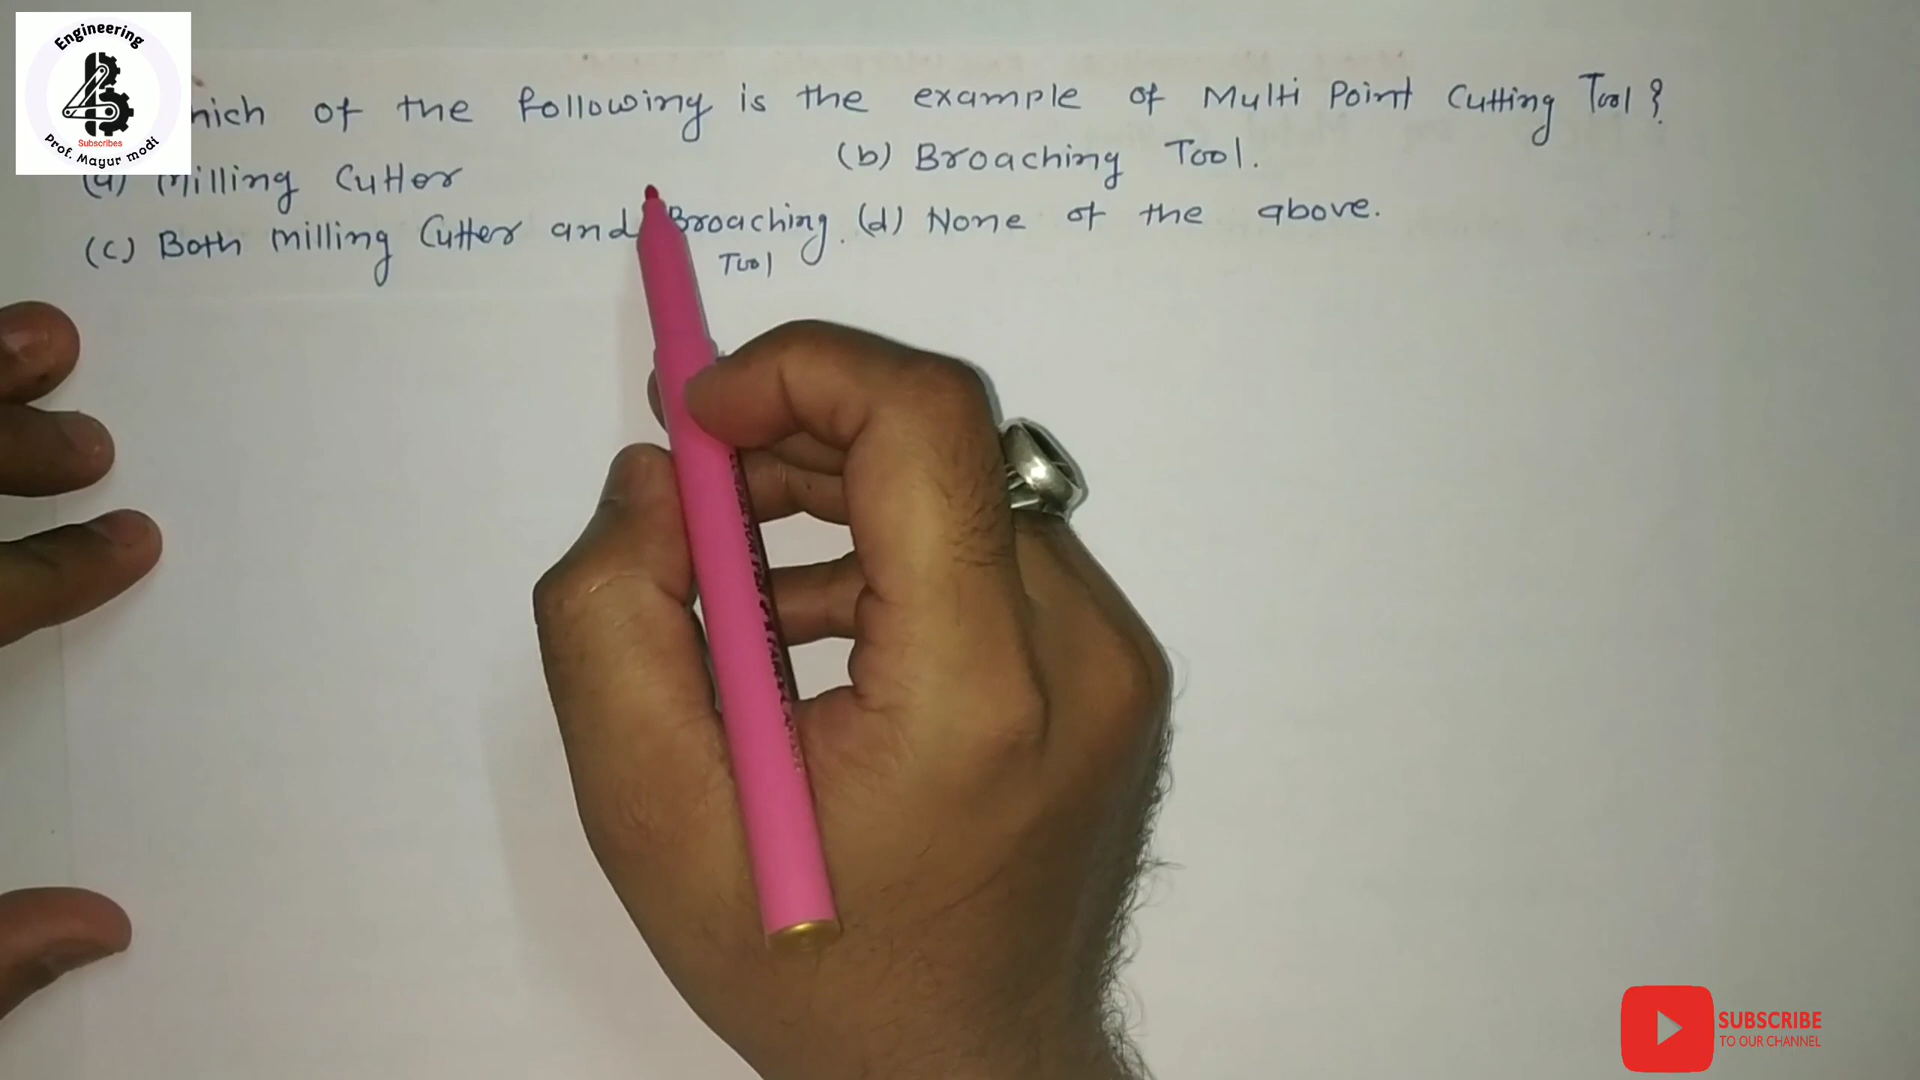 Engineering
Subscribes
Prof. Mayur modi
hich of the following is the example of Multi Point Cutting Tool ?
(a) Milling Cutter (b) Broaching Tool.
(c) Both Milling Cutter and Broaching (d) None of the above.
Tool
SUBSCRIBE
TO OUR CHANNEL